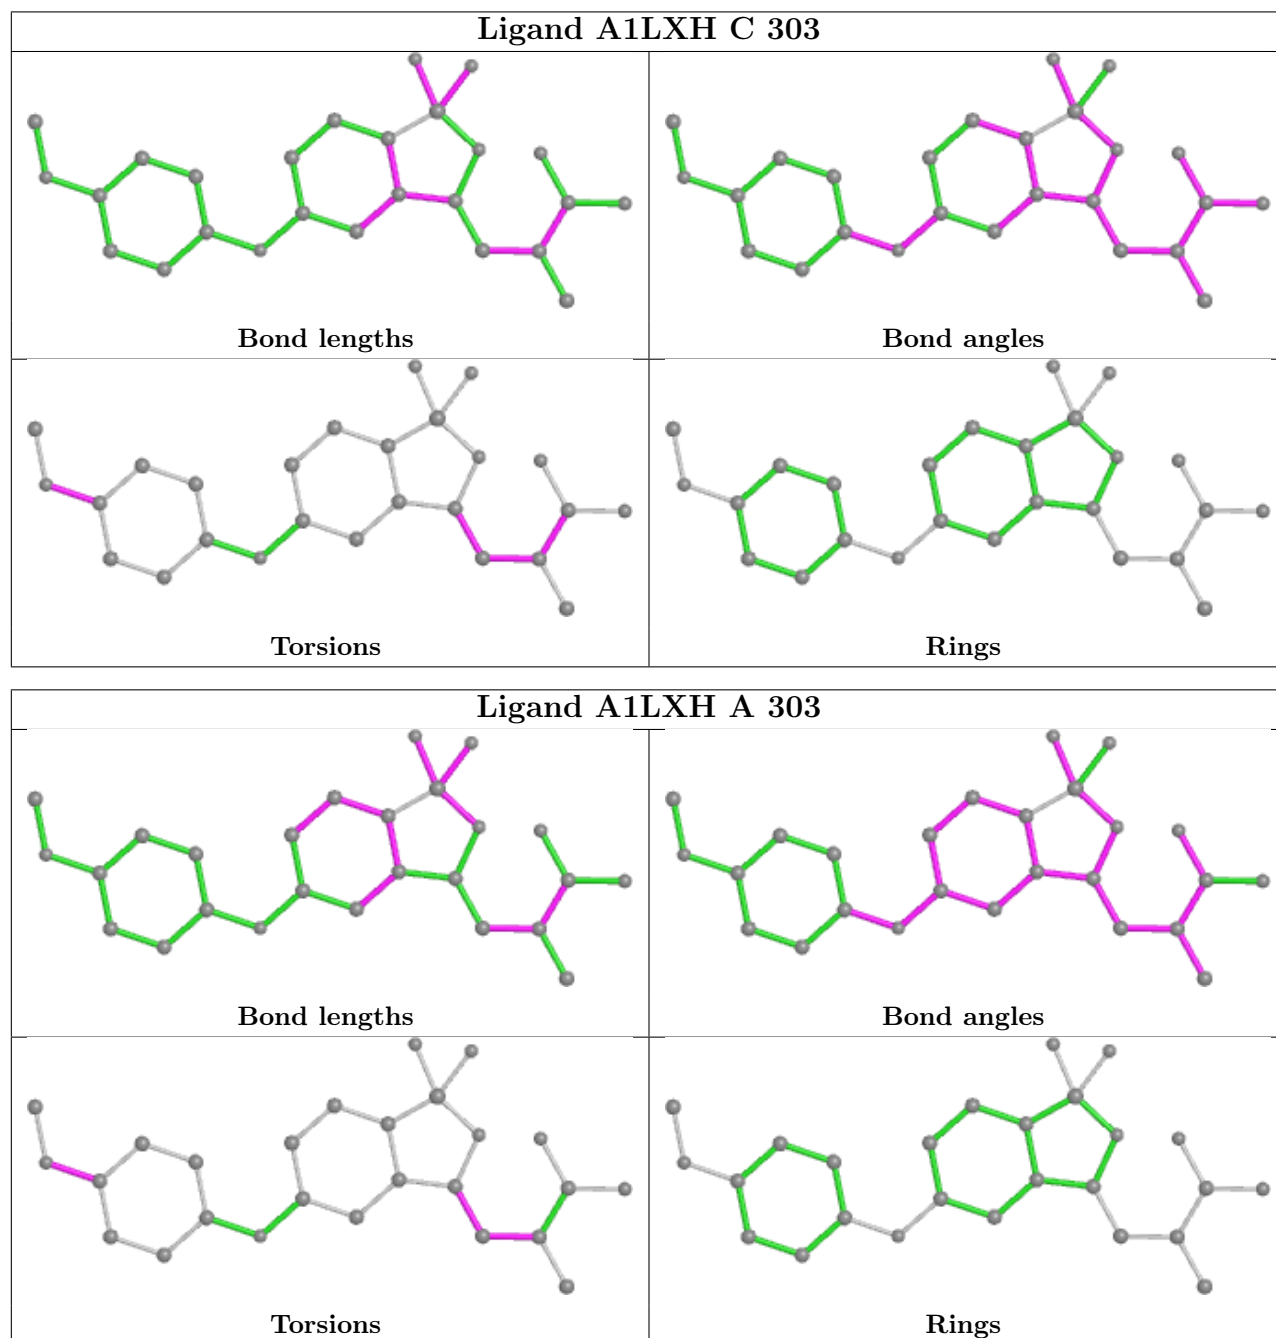 Ligand A1LXH C 303
Bond lengths
Bond angles
Torsions
Rings
Ligand A1LXH A 303
Bond lengths
Bond angles
Torsions
Rings